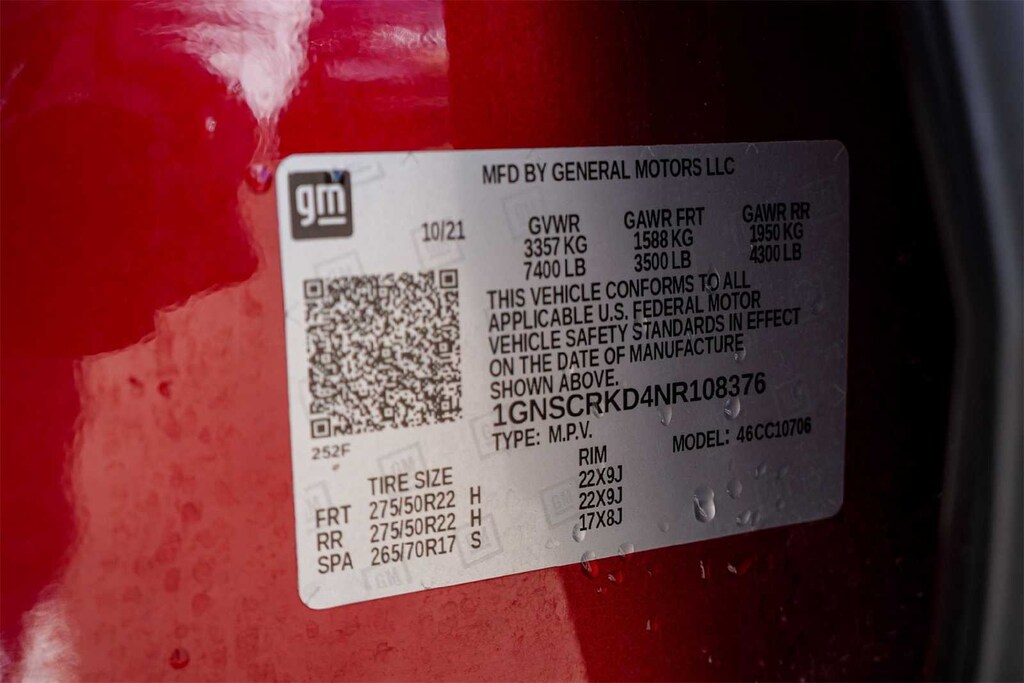 gm
MFD BY GENERAL MOTORS LLC
10/21
GVWR GAWR FRT GAWR RR
3357 KG 1588 KG 1950 KG
7400 LB 3500 LB 4300 LB
THIS VEHICLE CONFORMS TO ALL
APPLICABLE U.S. FEDERAL MOTOR
VEHICLE SAFETY STANDARDS IN EFFECT
ON THE DATE OF MANUFACTURE
SHOWN ABOVE.
1GNSCRKD4NR108376
252F
TYPE: M.P.V. MODEL: 46CC10706
TIRE SIZE RIM
FRT 275/50R22 H 22X9J
RR 275/50R22 H 22X9J
SPA 265/70R17 S 17X8J